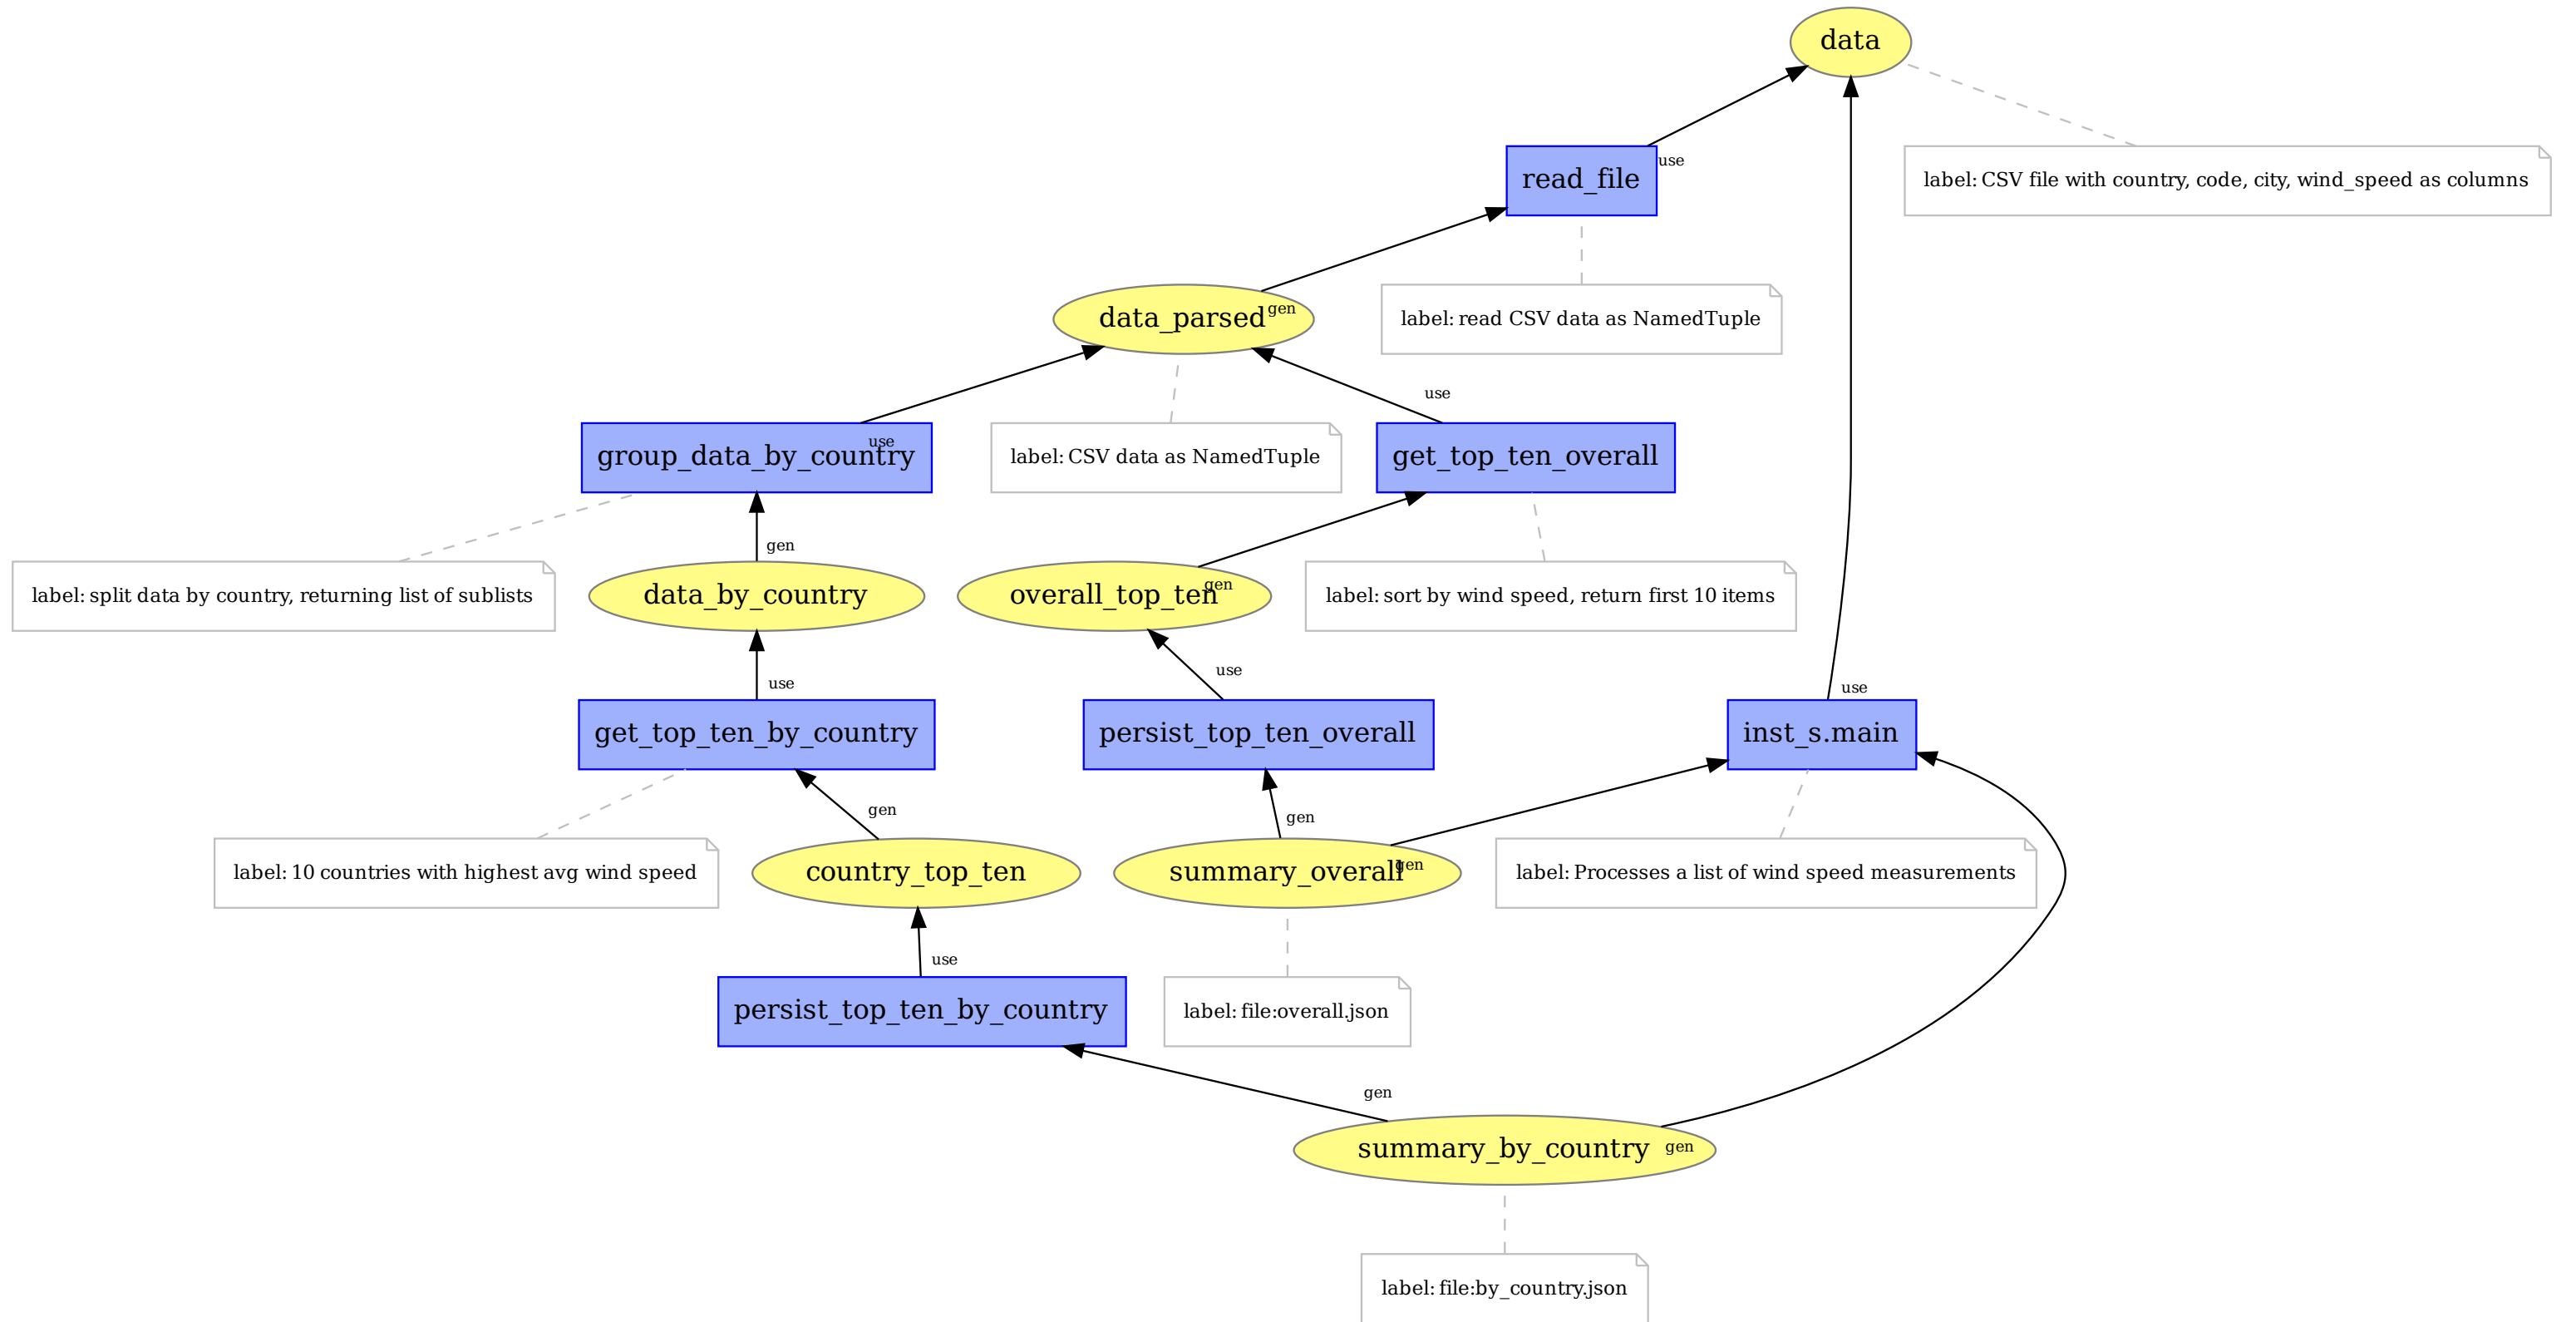 data
read_file
use
label: CSV file with country, code, city, wind_speed as columns
data_parsed
gen
label: read CSV data as NamedTuple
use
group_data_by_country
use
label: CSV data as NamedTuple
get_top_ten_overall
gen
label: split data by country, returning list of sublists
data_by_country
overall_top_ten
gen
label: sort by wind speed, return first 10 items
use
use
use
get_top_ten_by_country
persist_top_ten_overall
inst_s.main
gen
gen
label: 10 countries with highest avg wind speed
country_top_ten
summary_overall
gen
label: Processes a list of wind speed measurements
use
persist_top_ten_by_country
label: file:overall.json
gen
summary_by_country
gen
label: file:by_country.json